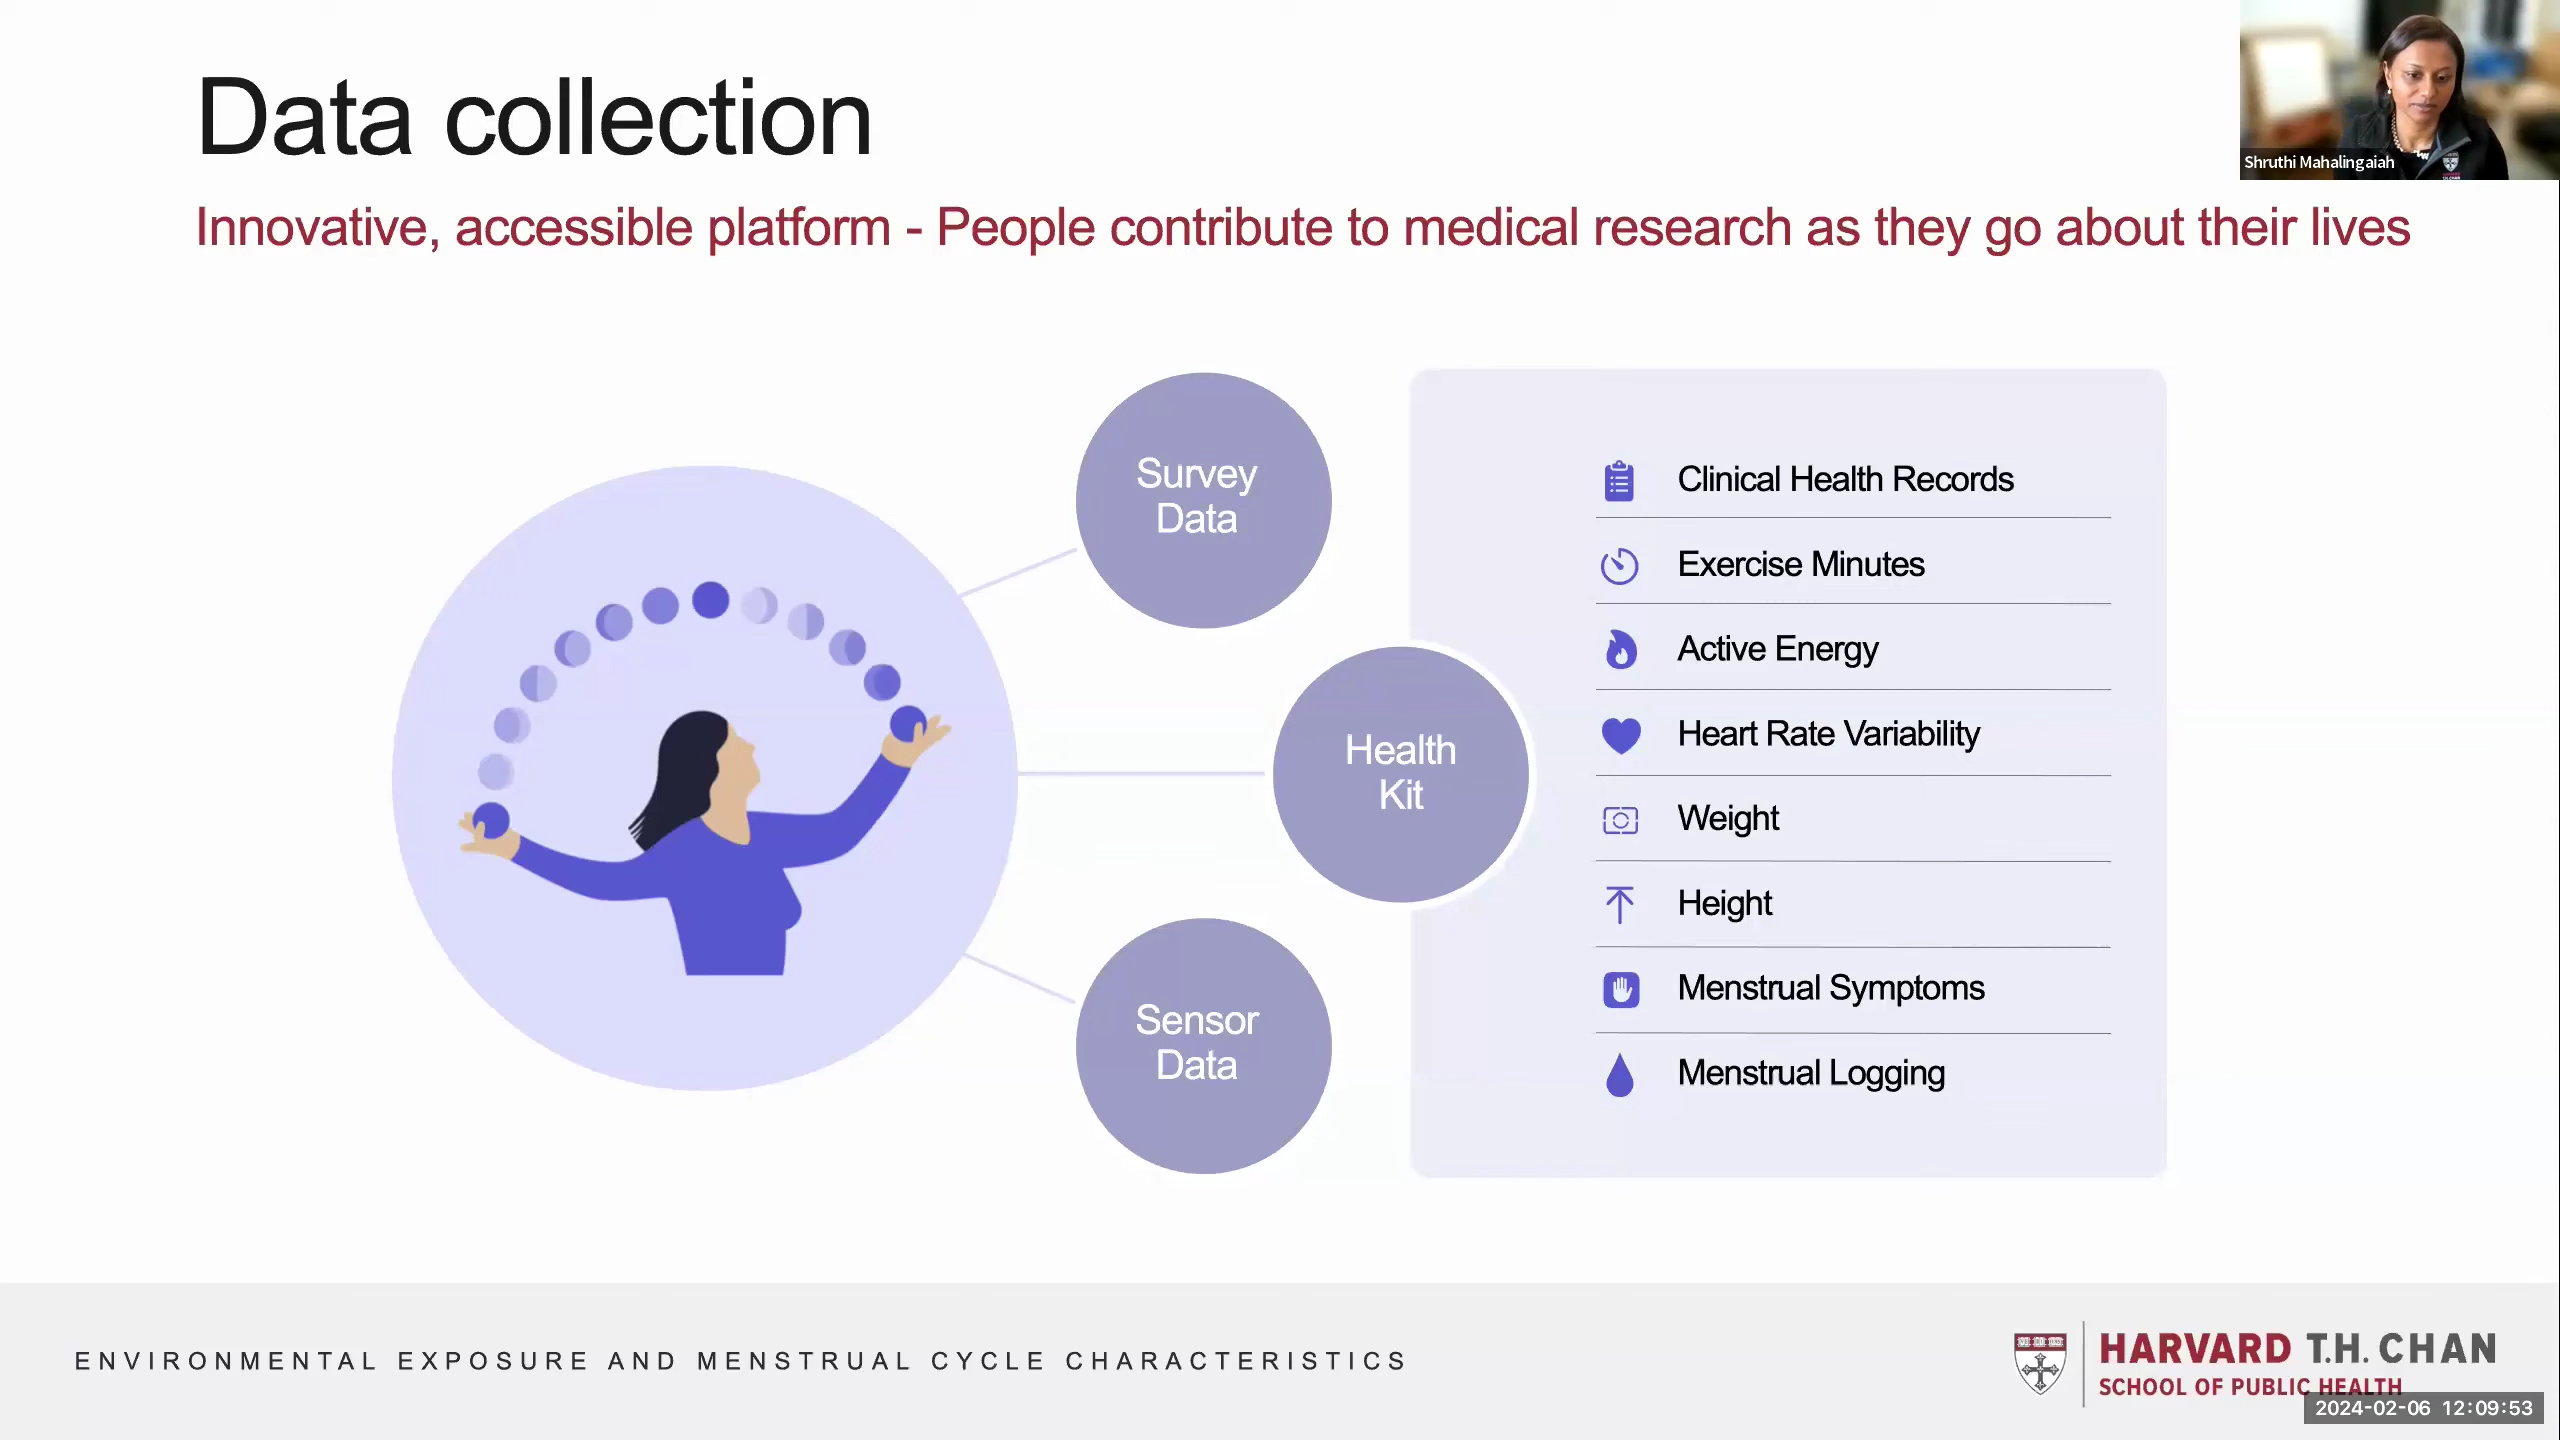 Data collection
Shruthi Mahalingaiah
Innovative, accessible platform - People contribute to medical research as they go about their lives
Survey
Data
Health
Kit
Sensor
Data
Clinical Health Records
Exercise Minutes
Active Energy
Heart Rate Variability
Weight
Height
Menstrual Symptoms
Menstrual Logging
ENVIRONMENTAL EXPOSURE AND MENSTRUAL CYCLE CHARACTERISTICS
HARVARD T.H. CHAN
SCHOOL OF PUBLIC HEALTH
2024-02-06 12:09:53